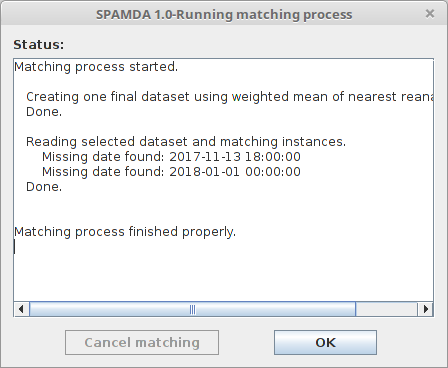 SPAMDA 1.0-Running matching process
Status:
Matching process started.
Creating one final dataset using weighted mean of nearest reana
Done.
Reading selected dataset and matching instances.
Missing date found: 2017-11-13 18:00:00
Missing date found: 2018-01-01 00:00:00
Done.
Matching process finished properly.
Cancel matching
OK